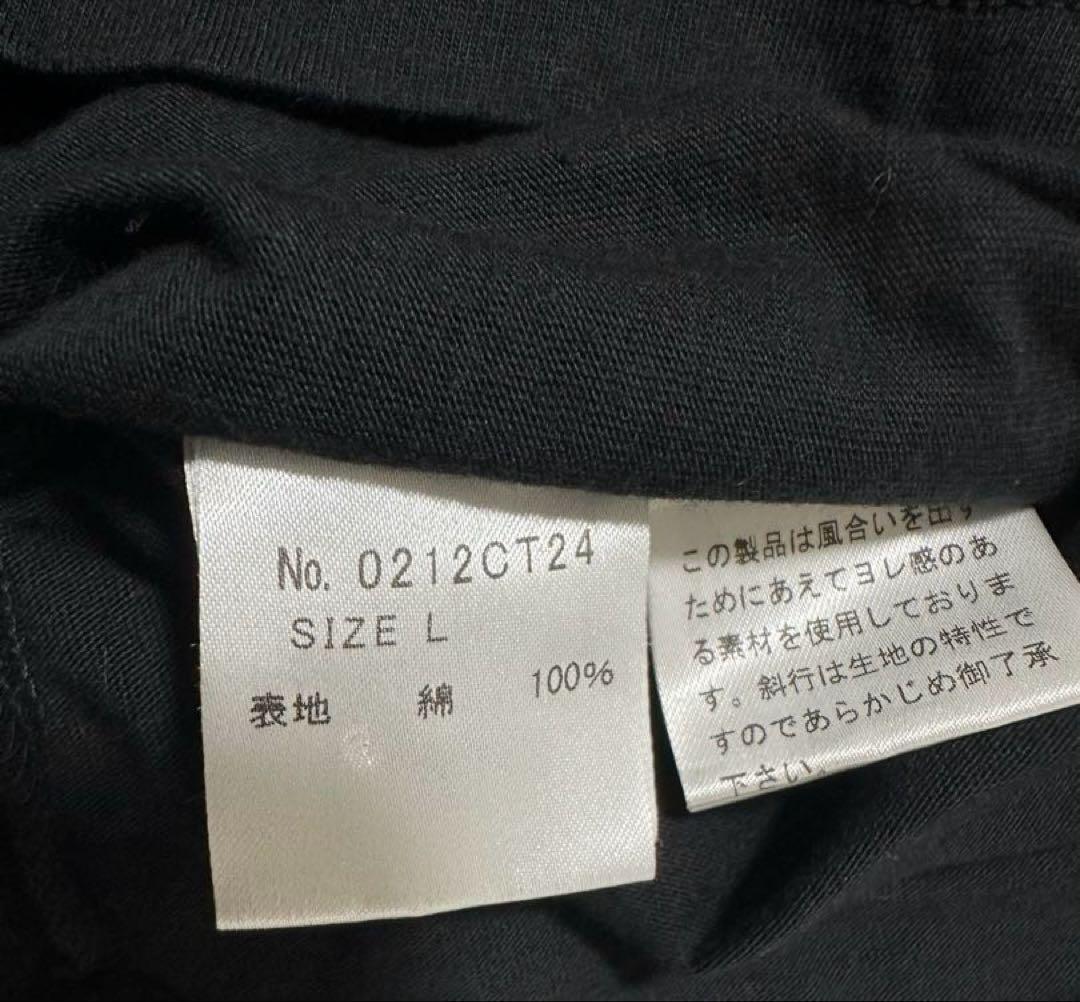 No. 0212CT24
SIZE L
表地 綿 100%
この製品は風合いを出す
ためにあえてヨレ感のあ
る素材を使用しておりま
す。斜行は生地の特性で
すのであらかじめ御了承
下さい。